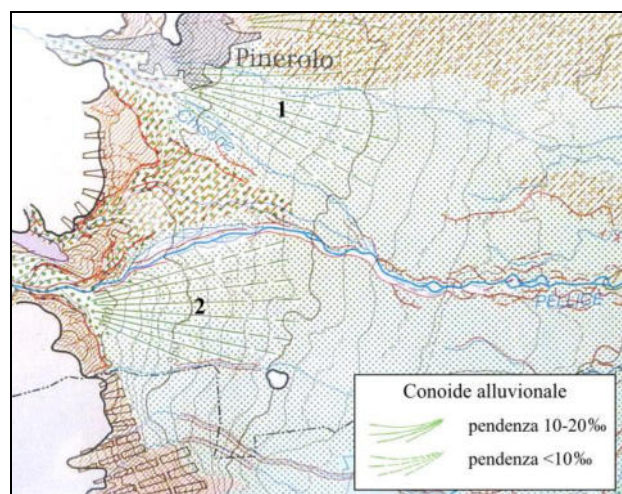 Pinerolo
1
CHISONE
PELLICE
2
Conoide alluvionale
pendenza 10-20‰
pendenza <10‰